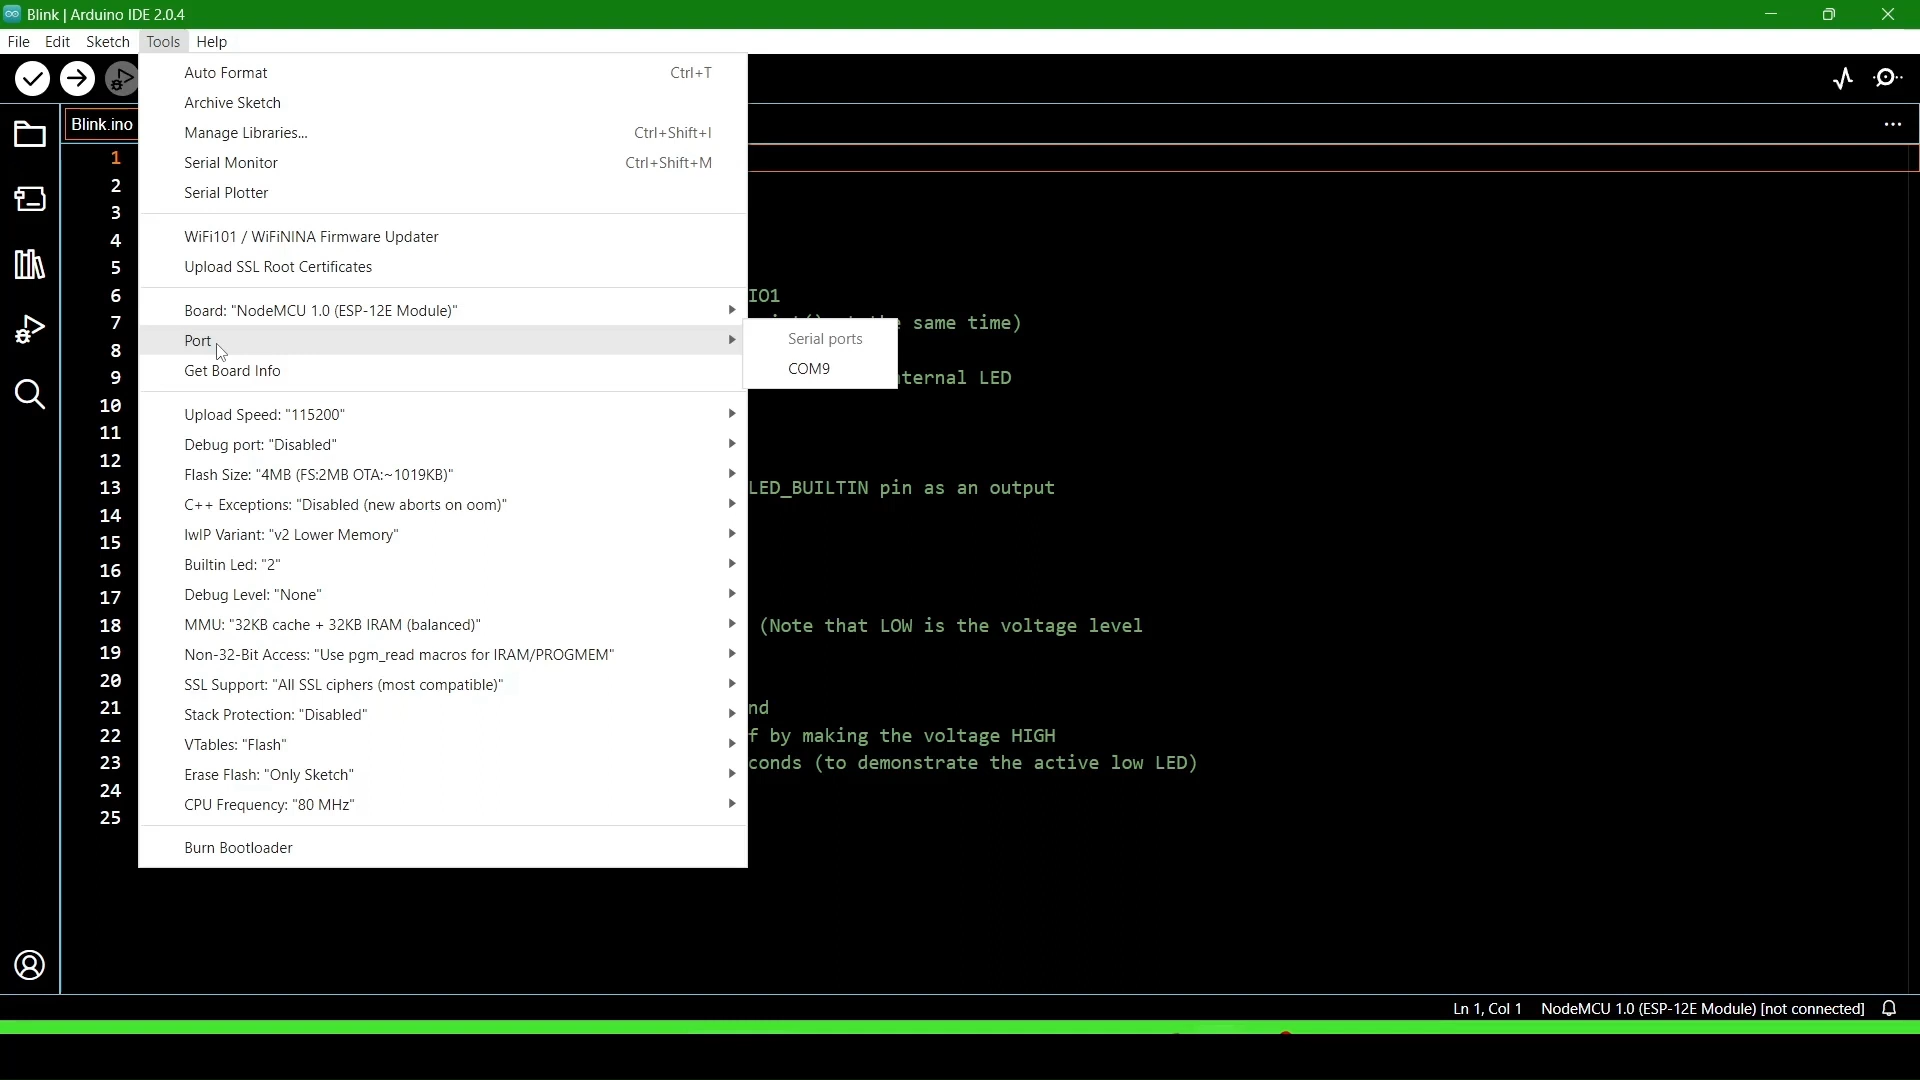 Blink | Arduino IDE 2.0.4
File Edit Sketch Tools Help
Blink.ino
Auto Format Ctrl+T
Archive Sketch
Manage Libraries... Ctrl+Shift+I
Serial Monitor Ctrl+Shift+M
Serial Plotter
WiFi101 / WiFiNINA Firmware Updater
Upload SSL Root Certificates
Board: "NodeMCU 1.0 (ESP-12E Module)"
Port
Get Board Info
Upload Speed: "115200"
Debug port: "Disabled"
Flash Size: "4MB (FS:2MB OTA:~1019KB)"
C++ Exceptions: "Disabled (new aborts on oom)"
lwIP Variant: "v2 Lower Memory"
Builtin Led: "2"
Debug Level: "None"
MMU: "32KB cache + 32KB IRAM (balanced)"
Non-32-Bit Access: "Use pgm_read macros for IRAM/PROGMEM"
SSL Support: "All SSL ciphers (most compatible)"
Stack Protection: "Disabled"
VTables: "Flash"
Erase Flash: "Only Sketch"
CPU Frequency: "80 MHz"
Burn Bootloader
Serial ports
COM9
1
2
3
4
5
6 IO1
7 same time)
8
9 ternal LED
10
11
12
13 LED_BUILTIN pin as an output
14
15
16
17
18 (Note that LOW is the voltage level
19
20
21 nd
22 f by making the voltage HIGH
23 conds (to demonstrate the active low LED)
24
25
Ln 1, Col 1 NodeMCU 1.0 (ESP-12E Module) [not connected]